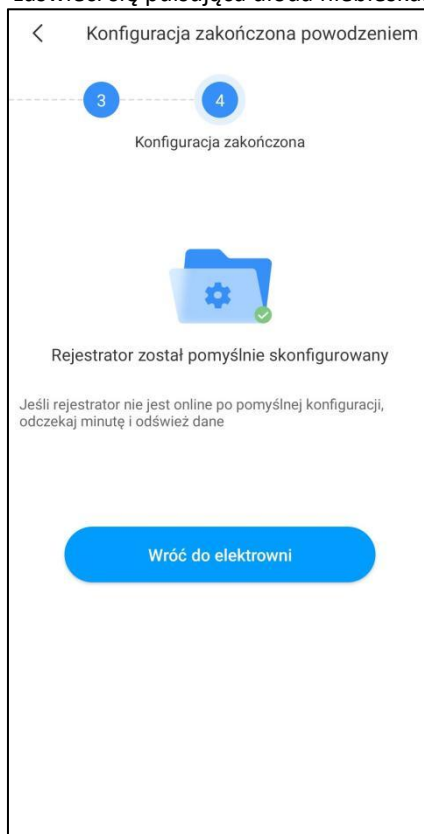 Konfiguracja zakończona powodzeniem
3
4
Konfiguracja zakończona
Rejestrator został pomyślnie skonfigurowany
Jeśli rejestrator nie jest online po pomyślnej konfiguracji,
odczekaj minutę i odśwież dane
Wróć do elektrowni